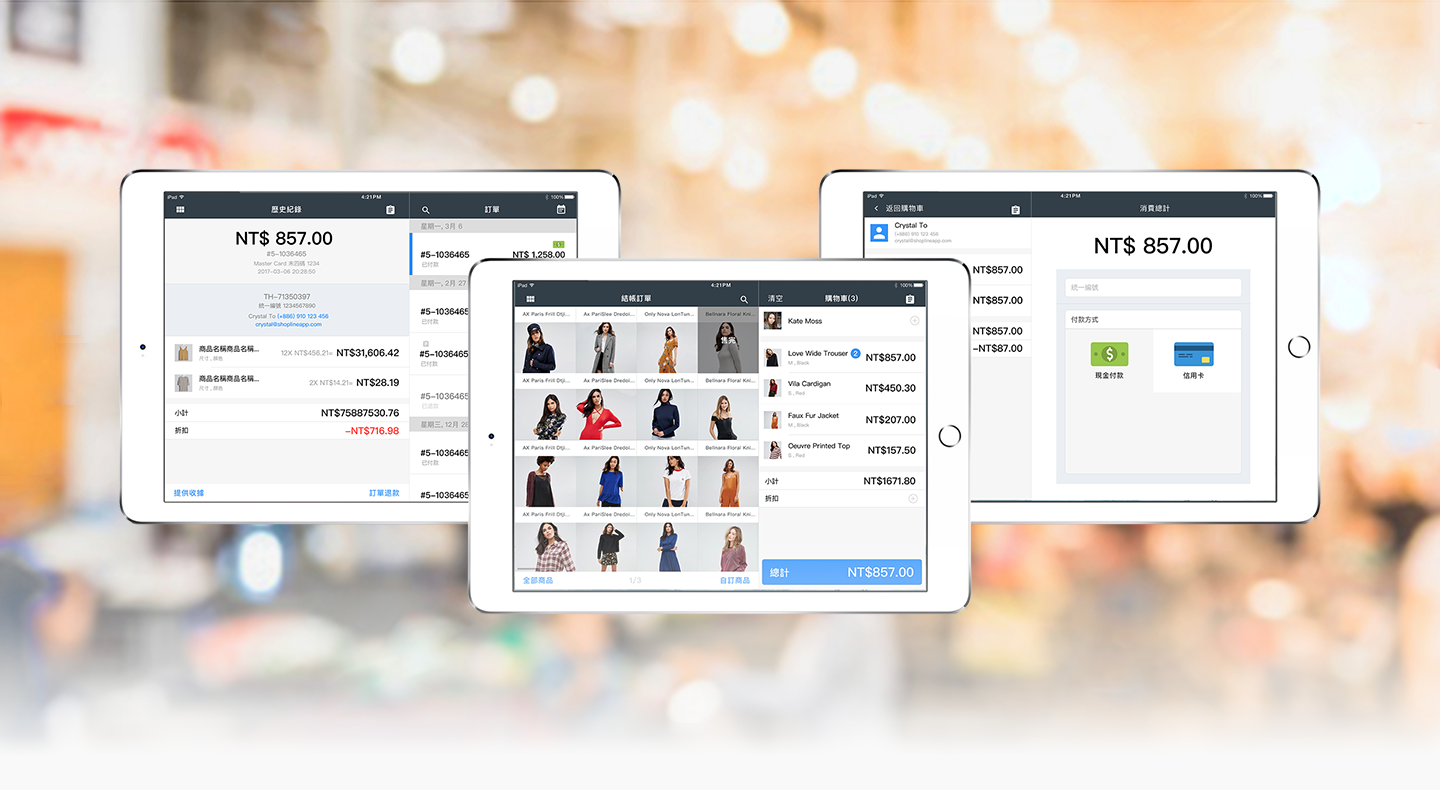 iPad
4:21PM
100%
歷史紀錄
訂單
NT$ 857.00
#5-1036465
Master Card 末四碼 1234
2017-03-06 20:28:50
TH-71350397
統一編號 1234567890
Crystal To (+886) 910 123 456
crystal@shoplineapp.com
商品名稱商品名稱...
尺寸 , 顏色
12X NT$456.21=
NT$31,606.42
商品名稱商品名稱...
尺寸 , 顏色
2X NT$14.21=
NT$28.19
小計
NT$75887530.76
折扣
-NT$716.98
提供收據
訂單退款
星期一, 3月 6
#5-1036465
NT$ 1,258.00
已付款
星期一, 2月 27
#5-1036465
已付款
#5-1036465
已付款
#5-1036465
已退款
星期三, 12月 28
#5-1036465
已付款
#5-1036465
iPad
4:21PM
100%
結帳訂單
清空
購物車(3)
AX Paris Frill Dtji...
Ax PariSlee Dredoi...
Only Nova LonTun...
Bellnara Floral Kni...
售完
AX Paris Frill Dtji...
Ax PariSlee Dredoi...
Only Nova LonTun...
Bellnara Floral Kni...
AX Paris Frill Dtji...
Ax PariSlee Dredoi...
Only Nova LonTun...
Bellnara Floral Kni...
AX Paris Frill Dtji...
Ax PariSlee Dredoi...
Only Nova LonTun...
Bellnara Floral Kni...
全部商品
1/3
自訂商品
Kate Moss
Love Wide Trouser 2
NT$857.00
M , Black
Vila Cardigan
NT$450.30
S , Red
Faux Fur Jacket
NT$207.00
M , Black
Oeuvre Printed Top
NT$157.50
S , Red
小計
NT$1671.80
折扣
總計
NT$857.00
iPad
4:21PM
100%
返回購物車
消費總計
Crystal To
(+886) 910 123 456
crystal@shoplineapp.com
NT$857.00
NT$857.00
NT$857.00
-NT$87.00
NT$ 857.00
統一編號
付款方式
現金付款
信用卡